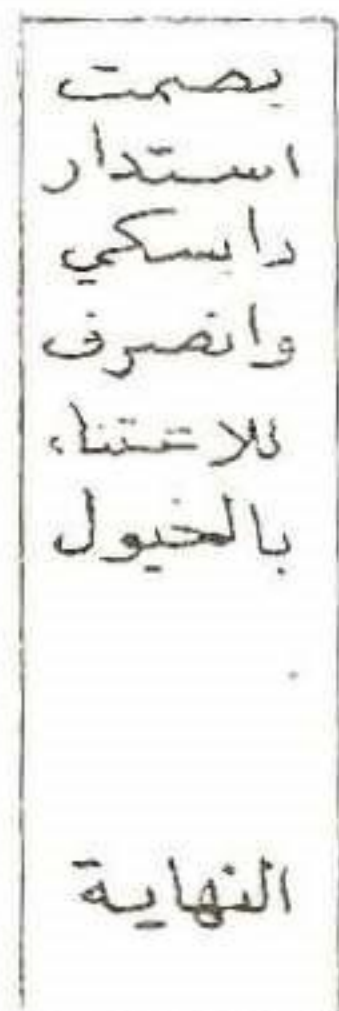 بصمت
استدار
دابسكي
وانصرف
للاعتناء
بالخيول
النهاية